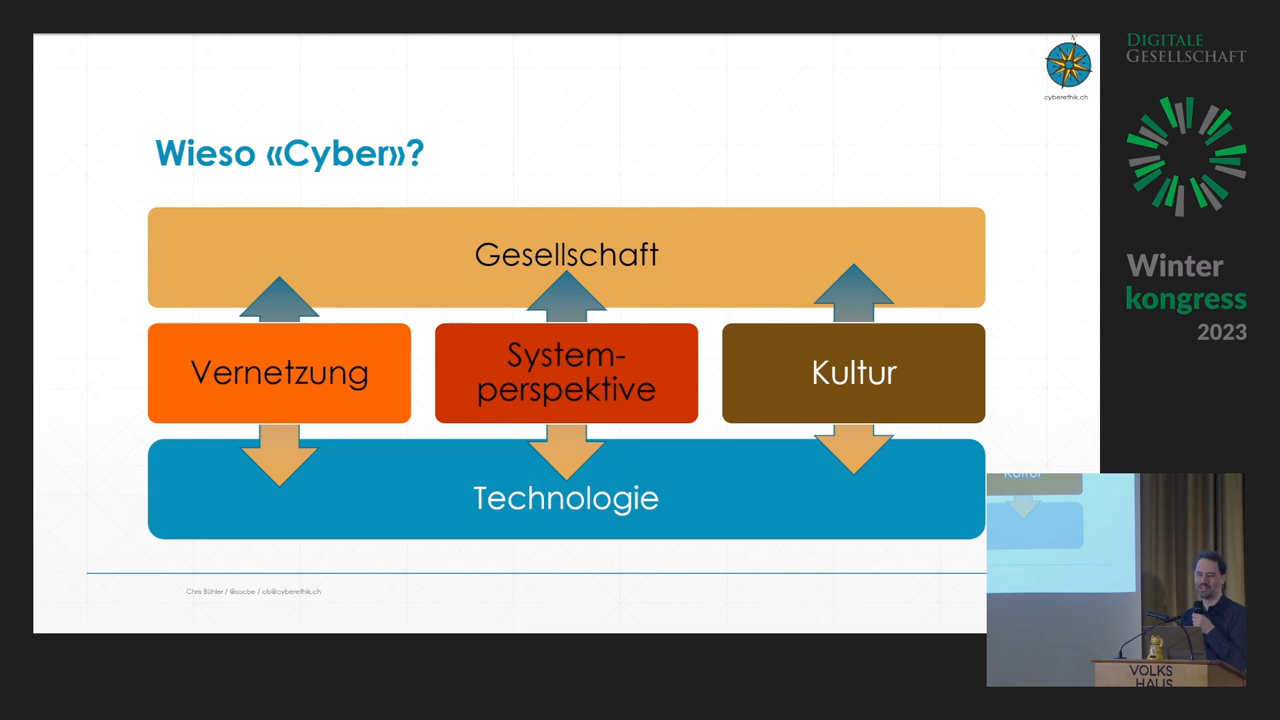 cyberethik.ch
Wieso «Cyber»?
Gesellschaft
Vernetzung
System-
perspektive
Kultur
Technologie
Chris Bühler / @socbe / cb@cyberethik.ch
DIGITALE
GESELLSCHAFT
Winter
kongress
2023
Kultur
VOLKS
HAUS